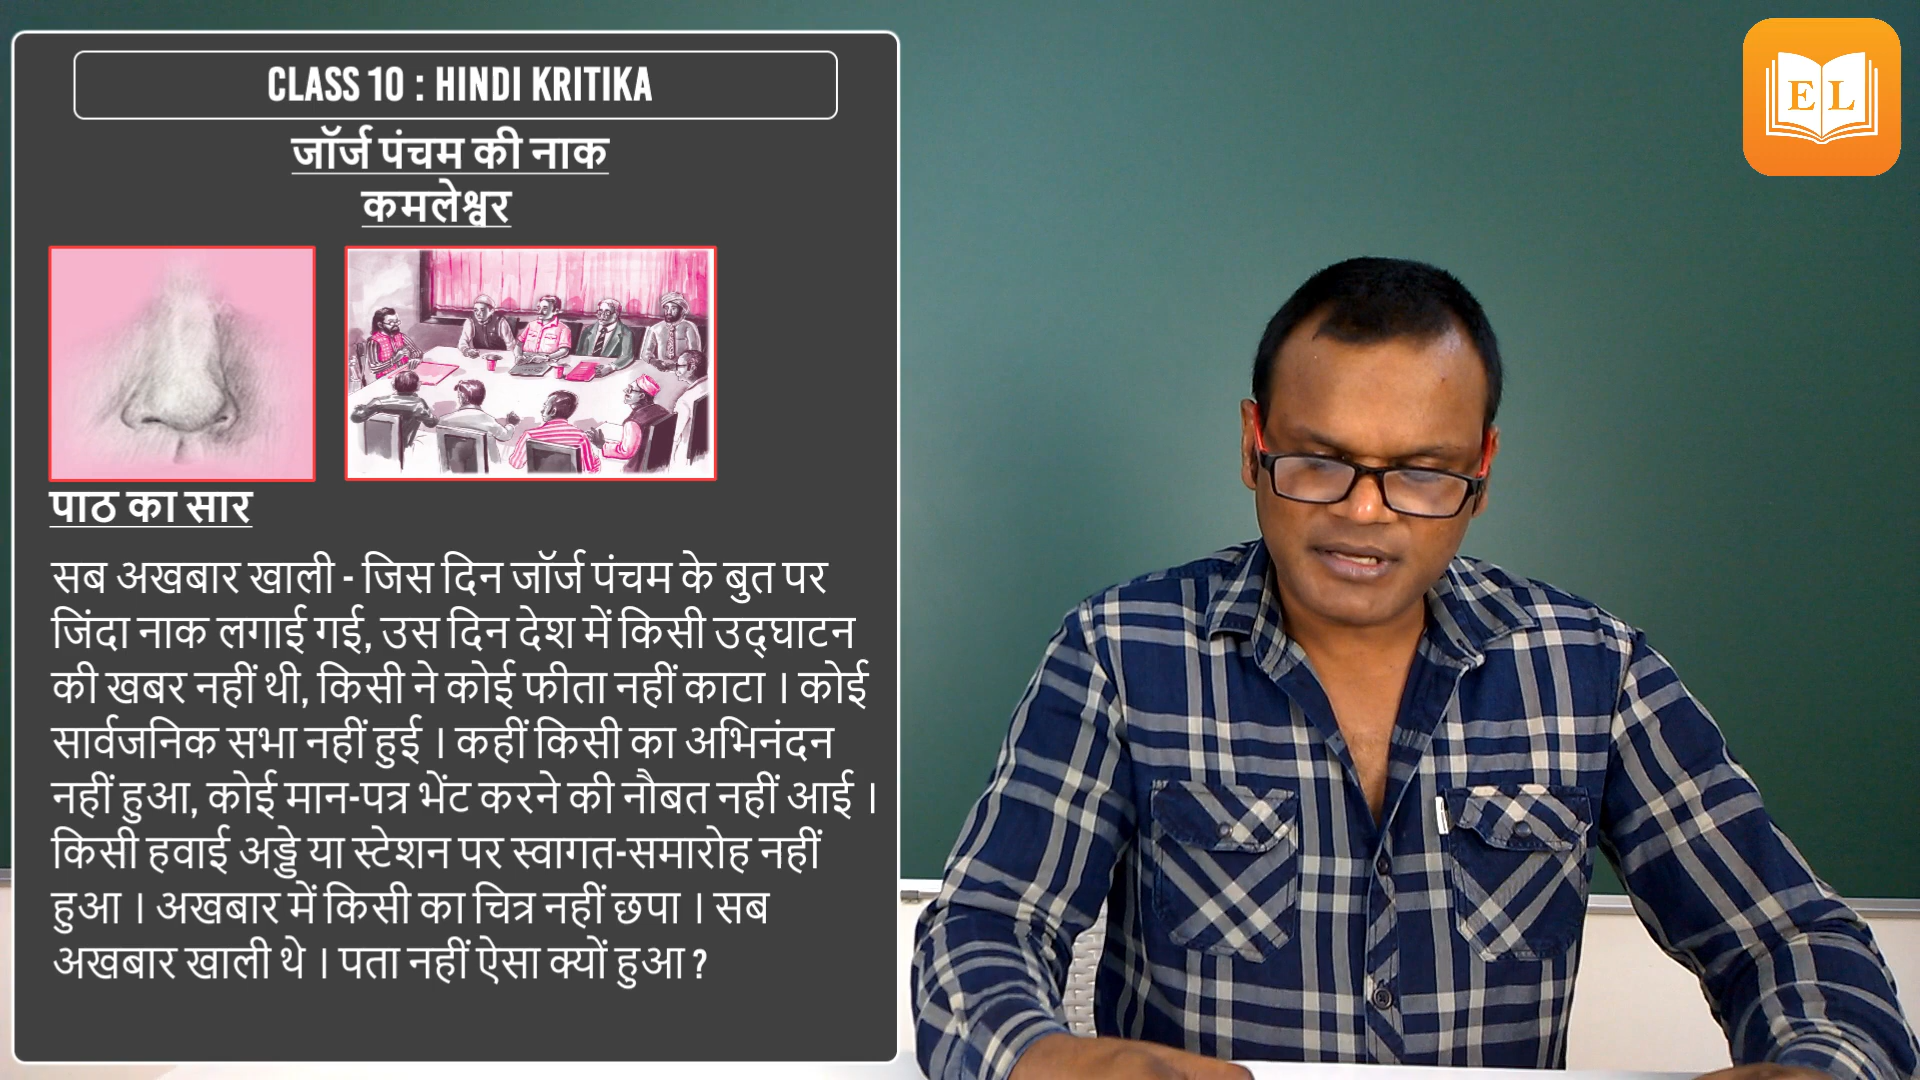 CLASS 10 : HINDI KRITIKA
जॉर्ज पंचम की नाक
कमलेश्वर
पाठ का सार
सब अखबार खाली - जिस दिन जॉर्ज पंचम के बुत पर
जिंदा नाक लगाई गई, उस दिन देश में किसी उद्‌घाटन
की खबर नहीं थी, किसी ने कोई फीता नहीं काटा । कोई
सार्वजनिक सभा नहीं हुई । कहीं किसी का अभिनंदन
नहीं हुआ, कोई मान-पत्र भेंट करने की नौबत नहीं आई ।
किसी हवाई अड्डे या स्टेशन पर स्वागत-समारोह नहीं
हुआ । अखबार में किसी का चित्र नहीं छपा । सब
अखबार खाली थे । पता नहीं ऐसा क्यों हुआ ?
E L